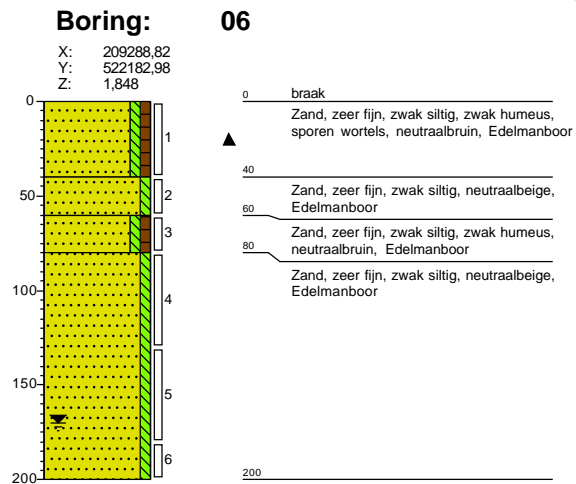 Boring: 06
X: 209288,82
Y: 522182,98
Z: 1,848
0
50
100
150
200
1
2
3
4
5
6
0 braak
Zand, zeer fijn, zwak siltig, zwak humeus,
sporen wortels, neutraalbruin, Edelmanboor
40
Zand, zeer fijn, zwak siltig, neutraalbeige,
Edelmanboor
60
Zand, zeer fijn, zwak siltig, zwak humeus,
neutraalbruin, Edelmanboor
80
Zand, zeer fijn, zwak siltig, neutraalbeige,
Edelmanboor
200